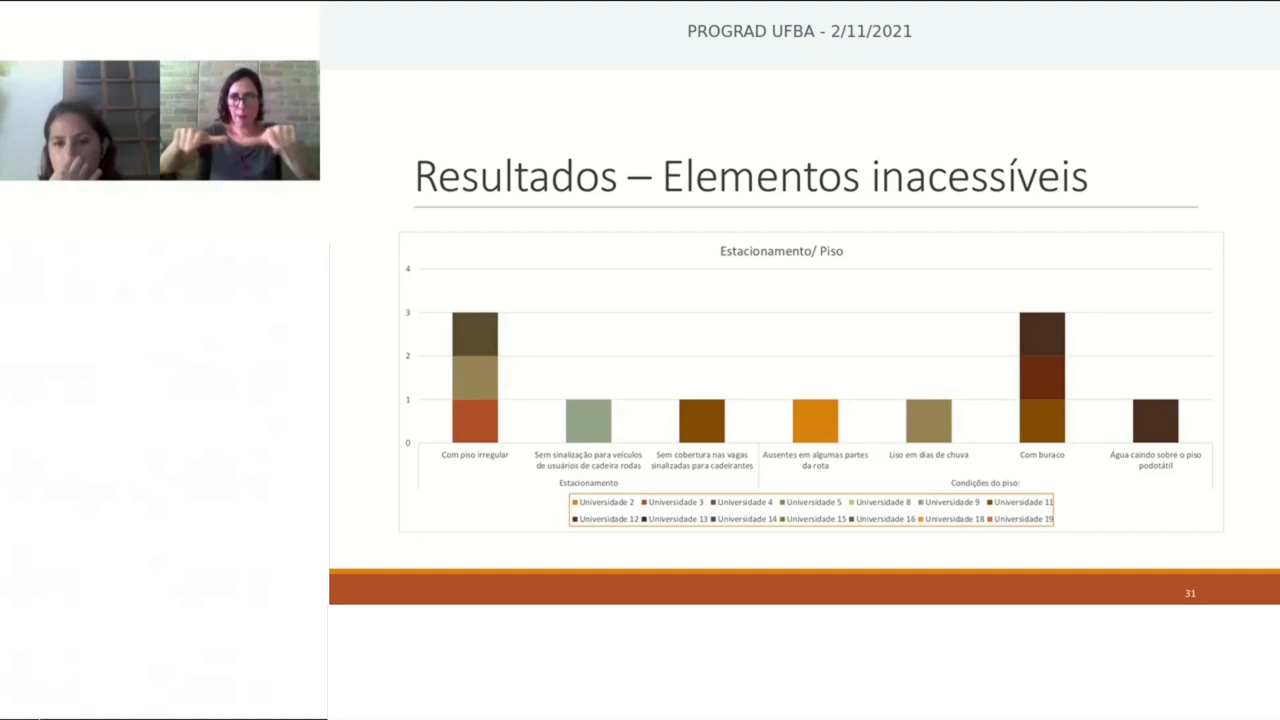 PROGRAD UFBA - 2/11/2021
Resultados – Elementos inacessíveis
Estacionamento/ Piso
4
3
2
1
0
Com piso irregular
Sem sinalização para veículos
de usuários de cadeira rodas
Sem cobertura nas vagas
sinalizadas para cadeirantes
Ausentes em algumas partes
da rota
Liso em dias de chuva
Com buraco
Água caindo sobre o piso
podotátil
Estacionamento
Condições do piso:
Universidade 2 Universidade 3 Universidade 4 Universidade 5 Universidade 8 Universidade 9 Universidade 11
Universidade 12 Universidade 13 Universidade 14 Universidade 15 Universidade 16 Universidade 18 Universidade 19
31